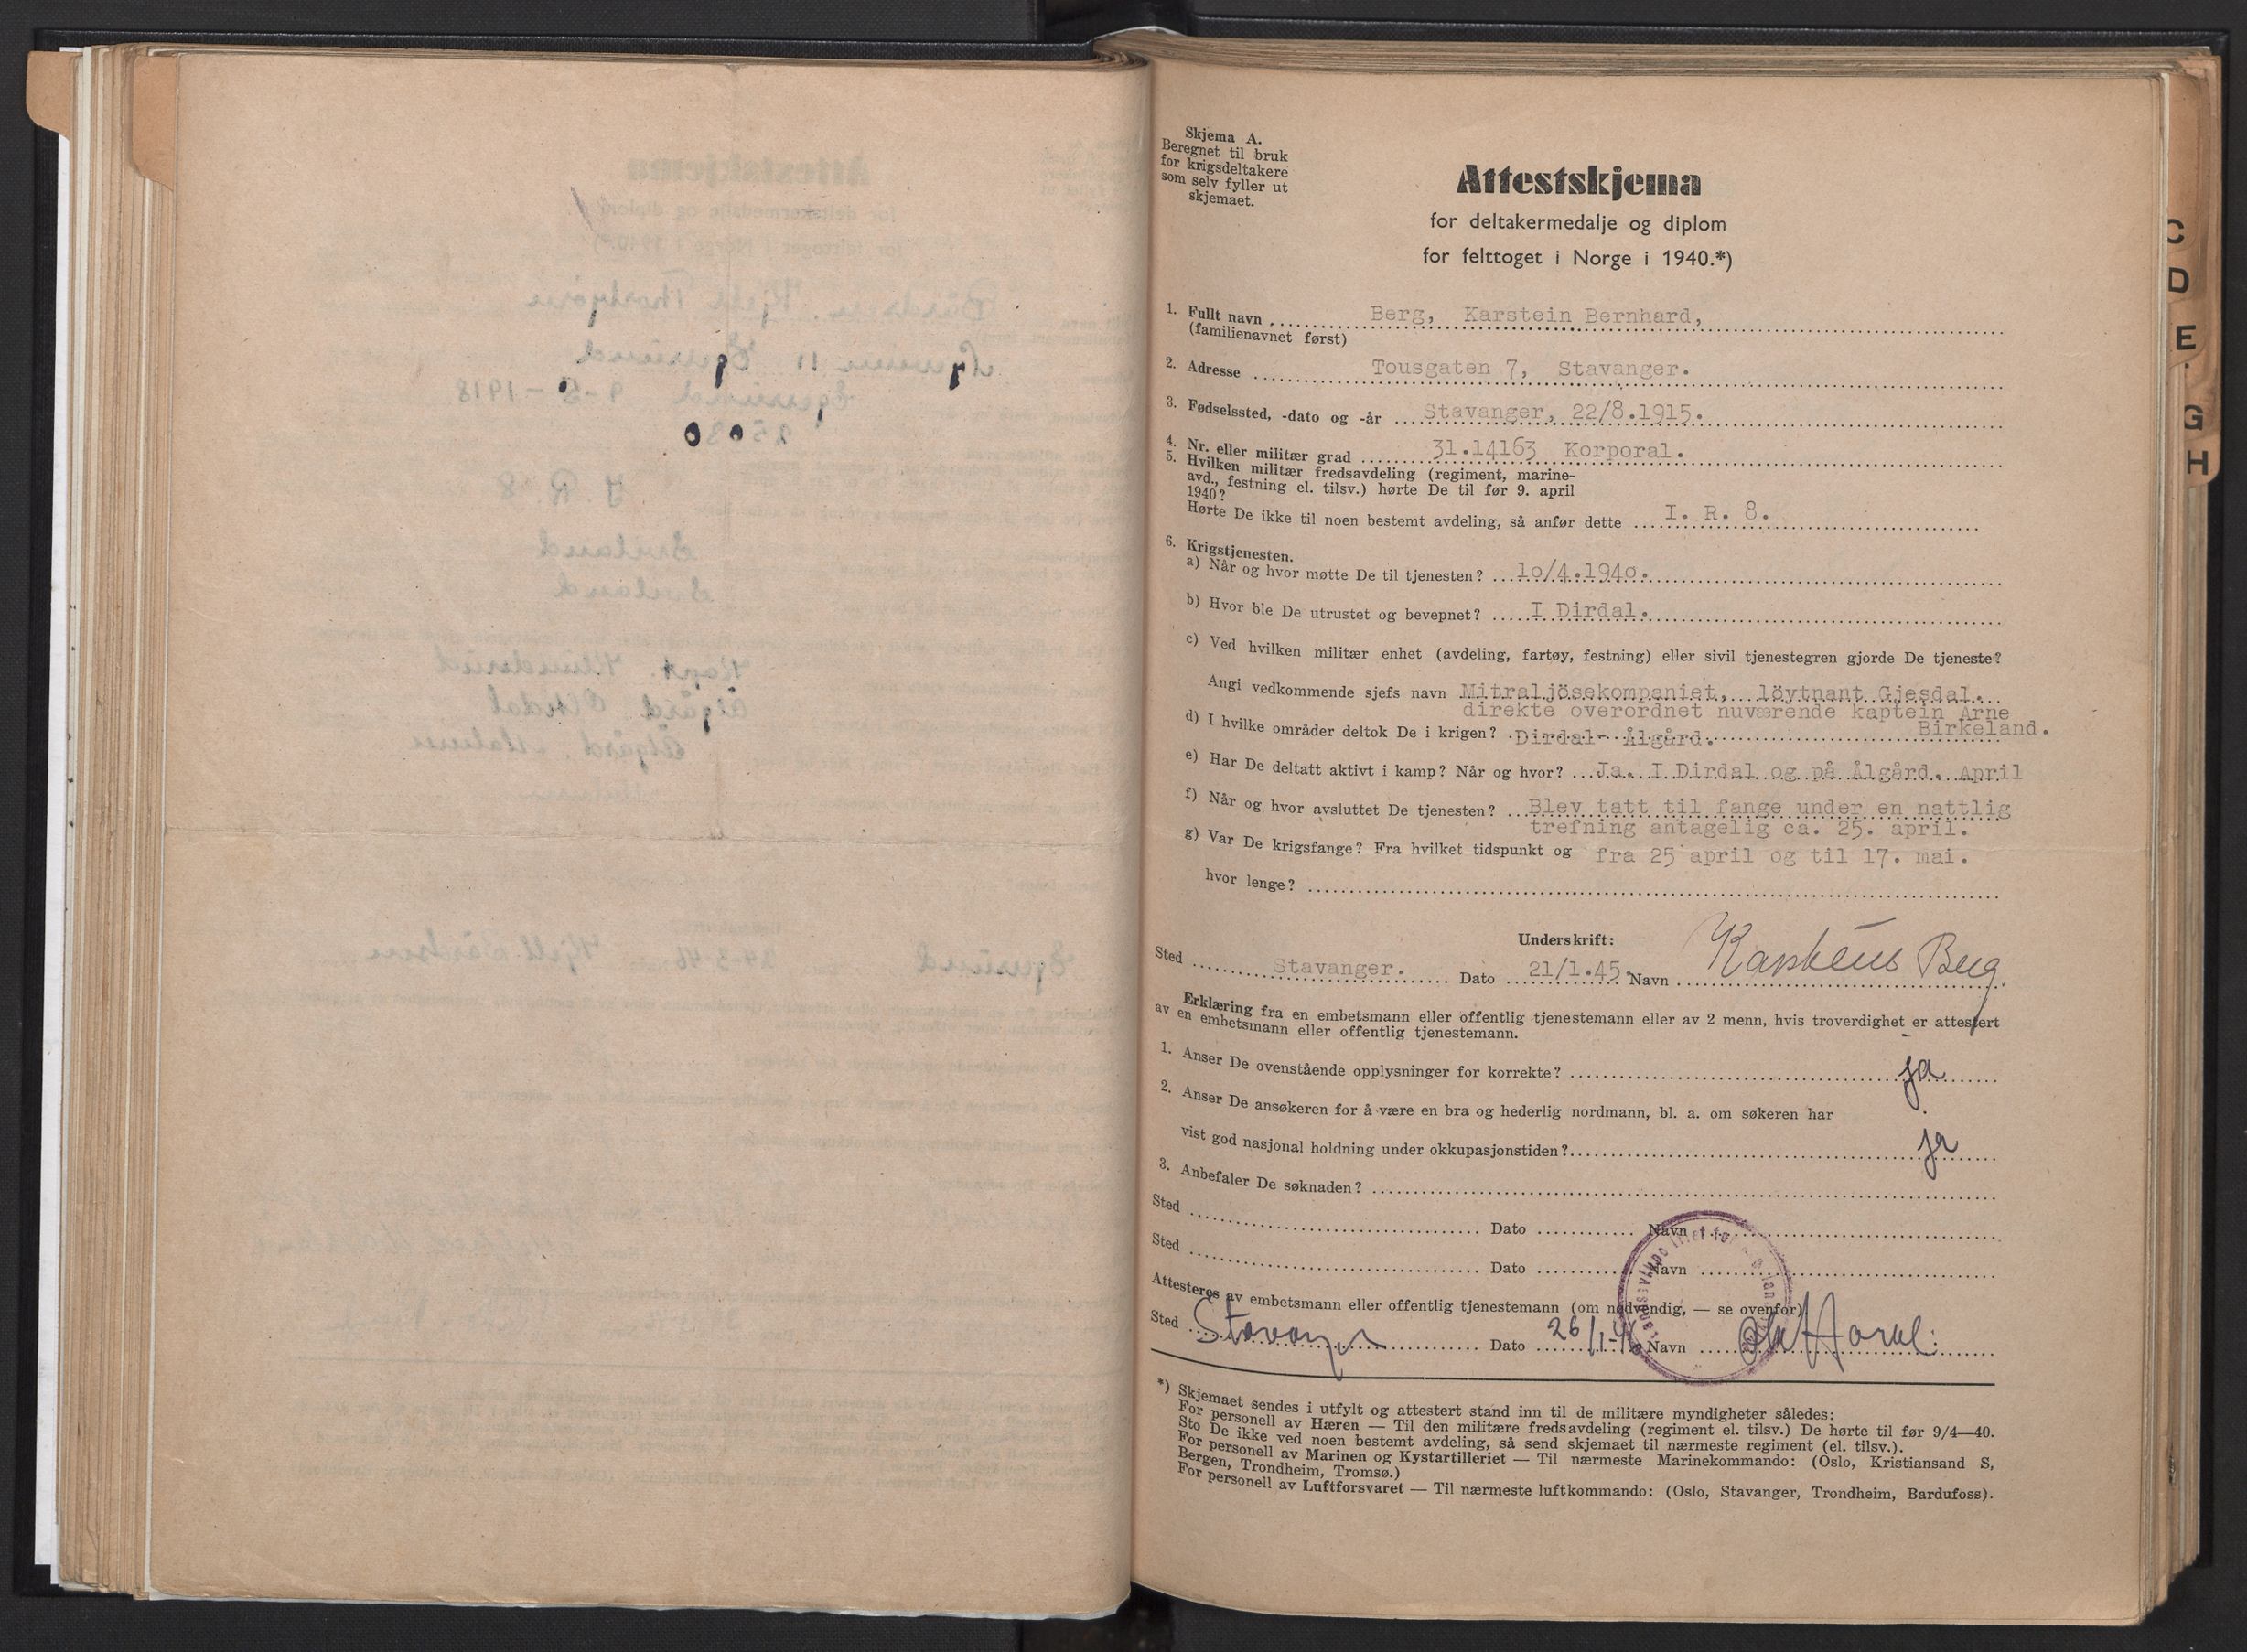 Skjema A.
Beregnet til bruk
for krigsdeltakere
som selv fyller ut
skjemaet.
Attestskjema
for deltakermedalje og diplom
for felttoget i Norge i 1940.*)
1. Fullt navn ........ Berg, Karstein Bernhard,
(familienavnet først)
2. Adresse ........ Tousgaten 7, Stavanger.
3. Fødselssted, -dato og -år .... Stavanger, 22/8.1915.
4. Nr. eller militær grad ........ 31.14163 Korporal.
5. Hvilken militær fredsavdeling (regiment, marine-
avd., festning el. tilsv.) hørte De til før 9. april
1940?
Hørte De ikke til noen bestemt avdeling, så anfør dette .... I. R. 8.
6. Krigstjenesten.
a) Når og hvor møtte De til tjenesten? .... 10/4.1940.
b) Hvor ble De utrustet og bevepnet? .... I Dirdal.
c) Ved hvilken militær enhet (avdeling, fartøy, festning) eller sivil tjenestegren gjorde De tjeneste?
Angi vedkommende sjefs navn Mitraljösekompaniet, löytnant Gjesdal.
direkte overordnet nuværende kaptein Arne
Birkeland.
d) I hvilke områder deltok De i krigen? Dirdal- Ålgård.
e) Har De deltatt aktivt i kamp? Når og hvor? ... Ja. I Dirdal og på Ålgård. April
f) Når og hvor avsluttet De tjenesten? ... Blev tatt til fange under en nattlig
trefning antagelig ca. 25. april.
g) Var De krigsfange? Fra hvilket tidspunkt og fra 25 april og til 17. mai.
hvor lenge? ........
Underskrift:
Sted ........ Stavanger. .... Dato .... 21/1.45. Navn .... Karstein Berg.
Erklæring fra en embetsmann eller offentlig tjenestemann eller av 2 menn, hvis troverdighet er attestert
av en embetsmann eller offentlig tjenestemann.
1. Anser De ovenstående opplysninger for korrekte? ........ ja
2. Anser De ansøkeren for å være en bra og hederlig nordmann, bl. a. om søkeren har
vist god nasjonal holdning under okkupasjonstiden? ........ ja
3. Anbefaler De søknaden? ........
Sted ........ Dato ........ Navn ........
Sted ........ Dato ........ Navn ........
Attesteres av embetsmann eller offentlig tjenestemann (om nødvendig, — se ovenfor)
Sted .... Stavanger .... Dato .... 26/1-46 Navn ....
*) Skjemaet sendes i utfylt og attestert stand inn til de militære myndigheter således:
For personell av Hæren — Til den militære fredsavdeling (regiment el. tilsv.) De hørte til før 9/4—40.
Sto De ikke ved noen bestemt avdeling, så send skjemaet til nærmeste regiment (el. tilsv.).
For personell av Marinen og Kystartilleriet — Til nærmeste Marinekommando: (Oslo, Kristiansand S,
Bergen, Trondheim, Tromsø.)
For personell av Luftforsvaret — Til nærmeste luftkommando: (Oslo, Stavanger, Trondheim, Bardufoss).
C
D
E
G
H